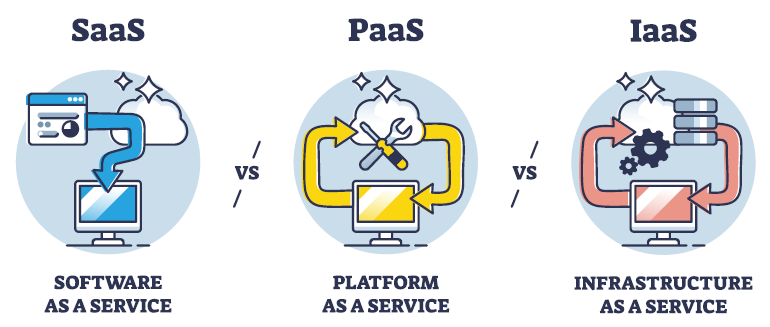 SaaS
PaaS
IaaS
VS
VS
SOFTWARE
AS A SERVICE
PLATFORM
AS A SERVICE
INFRASTRUCTURE
AS A SERVICE